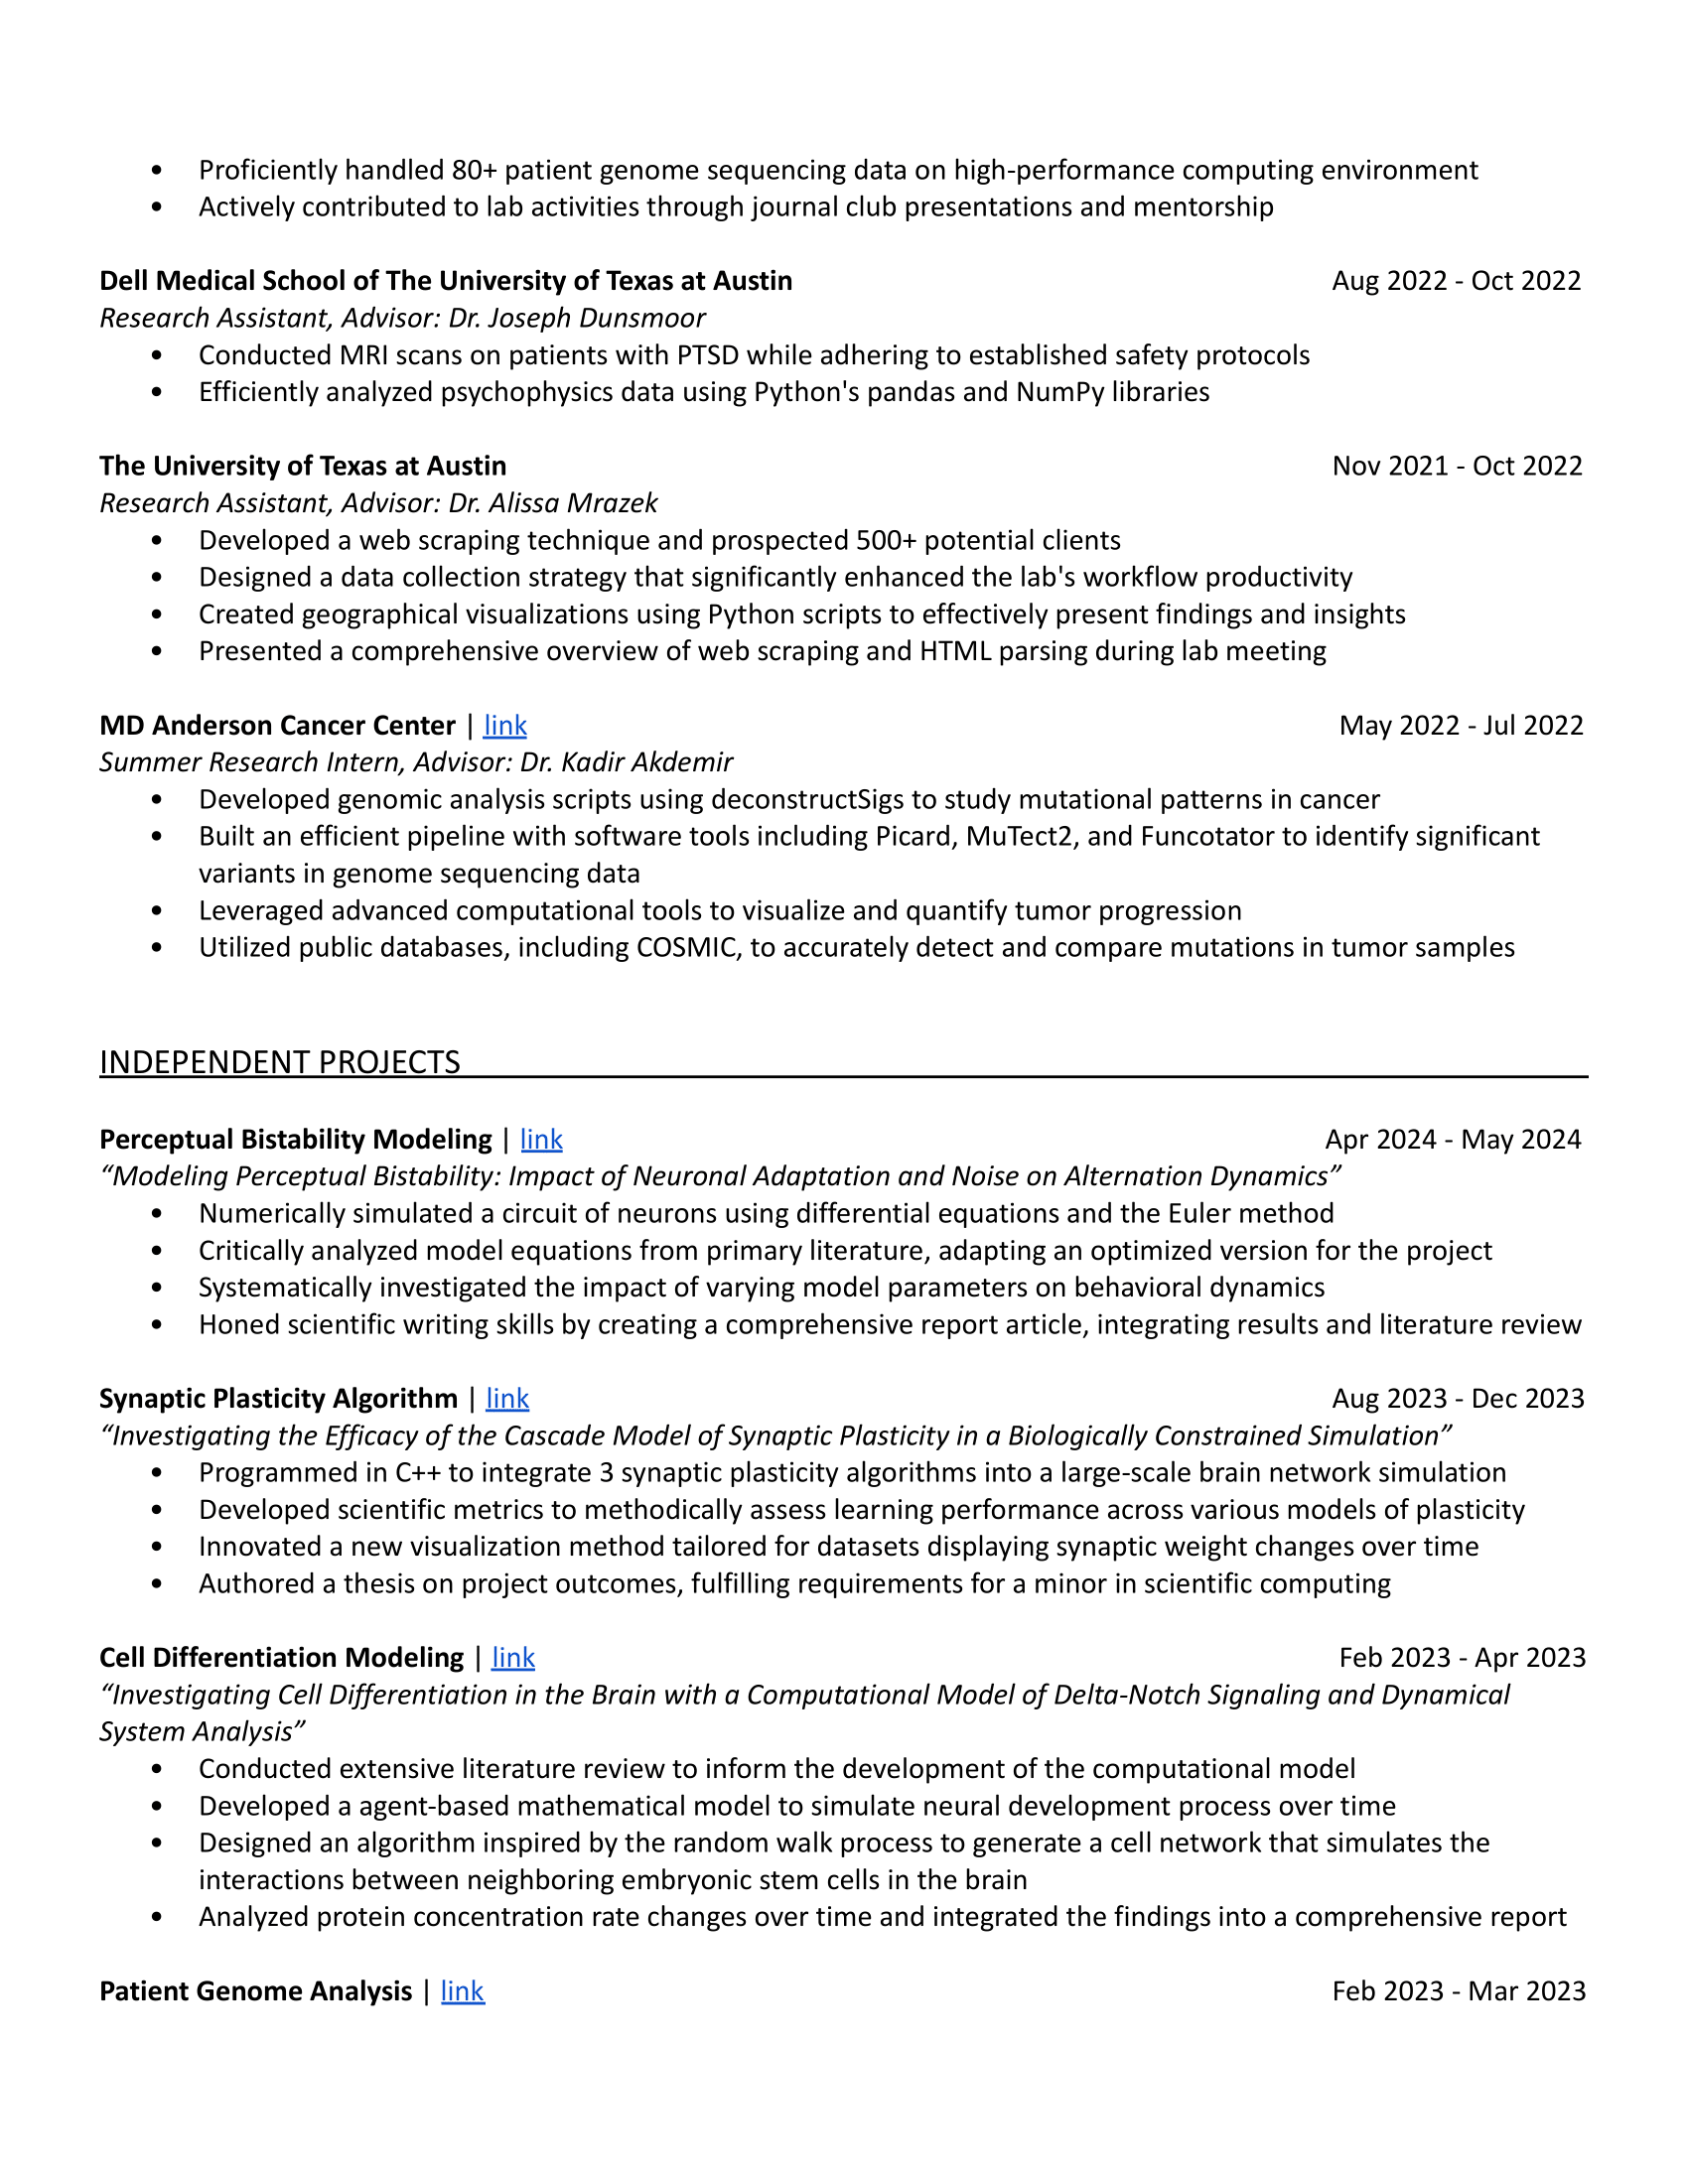 • Proficiently handled 80+ patient genome sequencing data on high-performance computing environment
• Actively contributed to lab activities through journal club presentations and mentorship
Dell Medical School of The University of Texas at Austin Aug 2022 - Oct 2022
Research Assistant, Advisor: Dr. Joseph Dunsmoor
• Conducted MRI scans on patients with PTSD while adhering to established safety protocols
• Efficiently analyzed psychophysics data using Python's pandas and NumPy libraries
The University of Texas at Austin Nov 2021 - Oct 2022
Research Assistant, Advisor: Dr. Alissa Mrazek
• Developed a web scraping technique and prospected 500+ potential clients
• Designed a data collection strategy that significantly enhanced the lab's workflow productivity
• Created geographical visualizations using Python scripts to effectively present findings and insights
• Presented a comprehensive overview of web scraping and HTML parsing during lab meeting
MD Anderson Cancer Center | link May 2022 - Jul 2022
Summer Research Intern, Advisor: Dr. Kadir Akdemir
• Developed genomic analysis scripts using deconstructSigs to study mutational patterns in cancer
• Built an efficient pipeline with software tools including Picard, MuTect2, and Funcotator to identify significant
variants in genome sequencing data
• Leveraged advanced computational tools to visualize and quantify tumor progression
• Utilized public databases, including COSMIC, to accurately detect and compare mutations in tumor samples
INDEPENDENT PROJECTS
Perceptual Bistability Modeling | link Apr 2024 - May 2024
“Modeling Perceptual Bistability: Impact of Neuronal Adaptation and Noise on Alternation Dynamics”
• Numerically simulated a circuit of neurons using differential equations and the Euler method
• Critically analyzed model equations from primary literature, adapting an optimized version for the project
• Systematically investigated the impact of varying model parameters on behavioral dynamics
• Honed scientific writing skills by creating a comprehensive report article, integrating results and literature review
Synaptic Plasticity Algorithm | link Aug 2023 - Dec 2023
“Investigating the Efficacy of the Cascade Model of Synaptic Plasticity in a Biologically Constrained Simulation”
• Programmed in C++ to integrate 3 synaptic plasticity algorithms into a large-scale brain network simulation
• Developed scientific metrics to methodically assess learning performance across various models of plasticity
• Innovated a new visualization method tailored for datasets displaying synaptic weight changes over time
• Authored a thesis on project outcomes, fulfilling requirements for a minor in scientific computing
Cell Differentiation Modeling | link Feb 2023 - Apr 2023
“Investigating Cell Differentiation in the Brain with a Computational Model of Delta-Notch Signaling and Dynamical
System Analysis”
• Conducted extensive literature review to inform the development of the computational model
• Developed a agent-based mathematical model to simulate neural development process over time
• Designed an algorithm inspired by the random walk process to generate a cell network that simulates the
interactions between neighboring embryonic stem cells in the brain
• Analyzed protein concentration rate changes over time and integrated the findings into a comprehensive report
Patient Genome Analysis | link Feb 2023 - Mar 2023